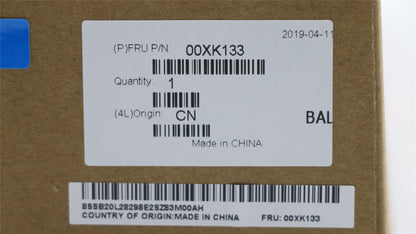 2019-04-11
(P)FRU P/N: 00XK133
Quantity 1
(4L)Origin: CN
BAL
Made in CHINA
8SSB20L28298E2SZ83M00AH
COUNTRY OF ORIGIN:MADE IN CHINA FRU: 00XK133